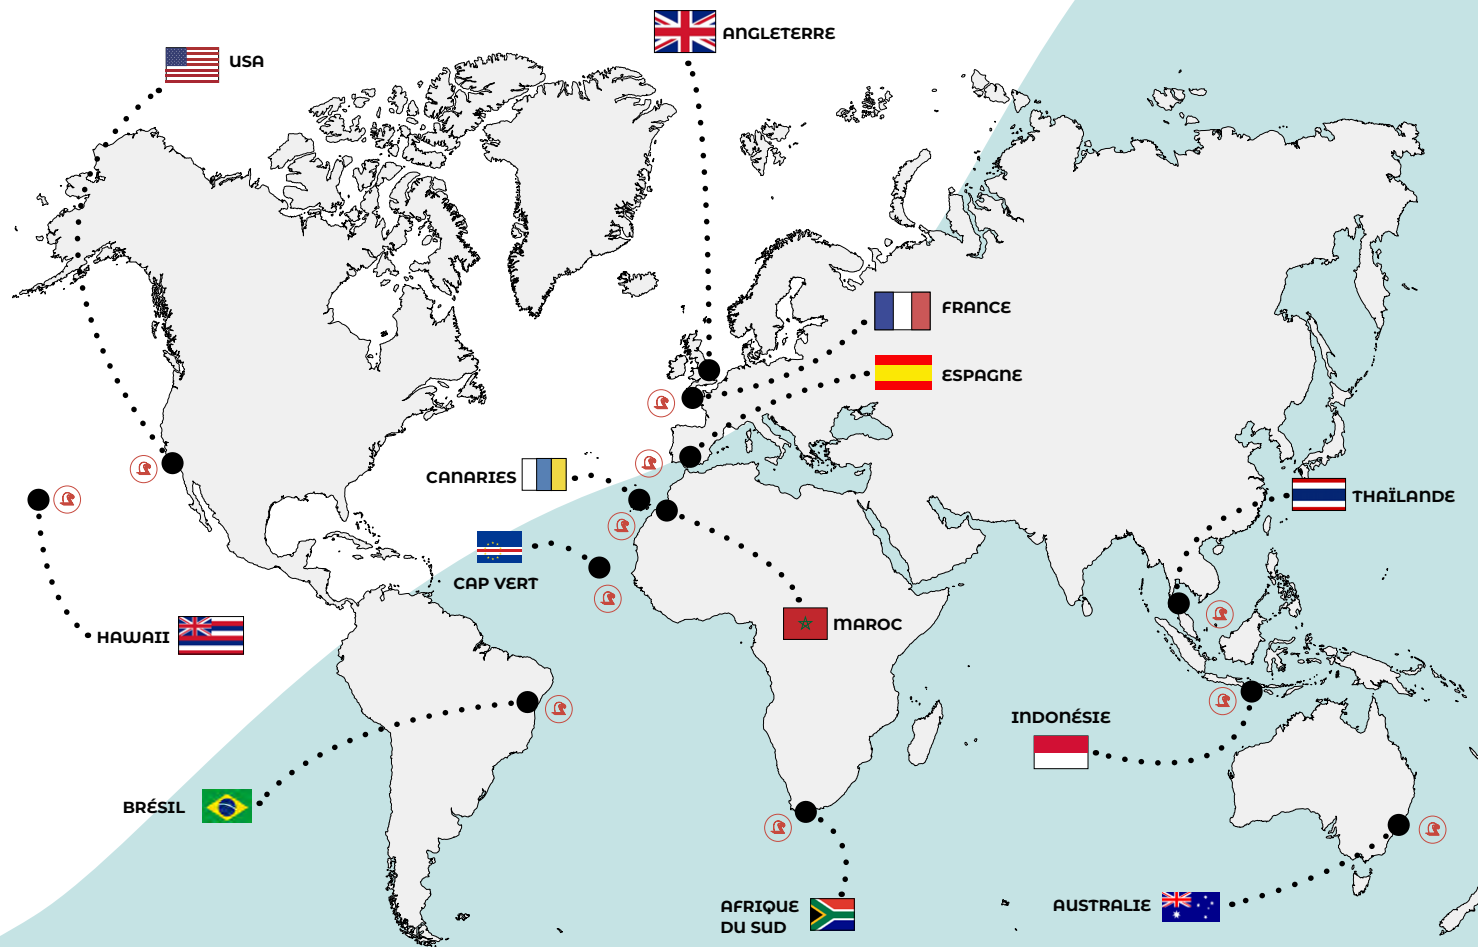 ANGLETERRE
USA
FRANCE
ESPAGNE
CANARIES
THAÏLANDE
CAP VERT
MAROC
HAWAII
INDONÉSIE
BRÉSIL
AFRIQUE
DU SUD
AUSTRALIE